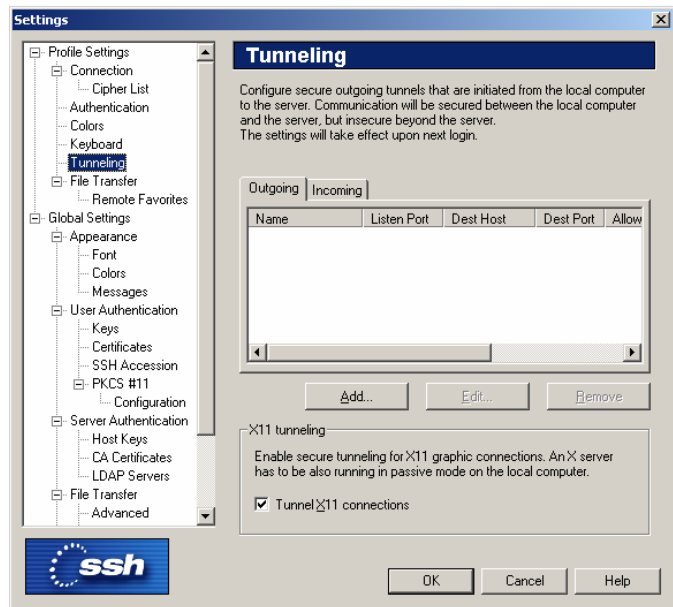 Settings
Profile Settings
Connection
Cipher List
Authentication
Colors
Keyboard
Tunneling
File Transfer
Remote Favorites
Global Settings
Appearance
Font
Colors
Messages
User Authentication
Keys
Certificates
SSH Accession
PKCS #11
Configuration
Server Authentication
Host Keys
CA Certificates
LDAP Servers
File Transfer
Advanced
ssh
Tunneling
Configure secure outgoing tunnels that are initiated from the local computer
to the server. Communication will be secured between the local computer
and the server, but insecure beyond the server.
The settings will take effect upon next login.
Outgoing Incoming
Name Listen Port Dest Host Dest Port Allow
Add... Edit... Remove
X11 tunneling
Enable secure tunneling for X11 graphic connections. An X server
has to be also running in passive mode on the local computer.
Tunnel X11 connections
OK Cancel Help